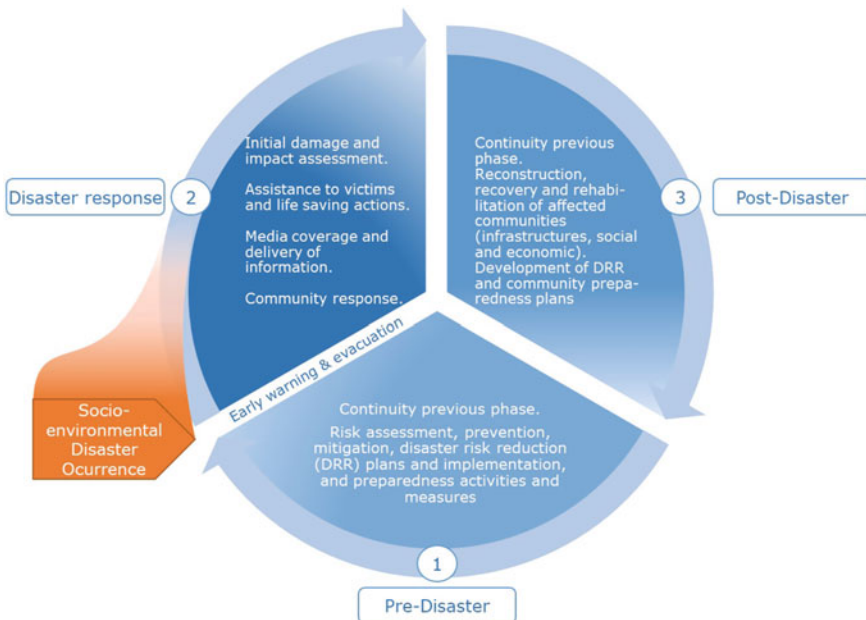 Initial damage and
impact assessment.
Assistance to victims
and life saving actions.
Media coverage and
delivery of
information.
Community response.
Disaster response
2
Continuity previous
phase.
Reconstruction,
recovery and rehabi-
litation of affected
communities
(infrastructures, social
and economic).
Development of DRR
and community prepa-
redness plans
3
Post-Disaster
Early warning & evacuation
Socio-
environmental
Disaster
Ocurrence
Continuity previous phase.
Risk assessment, prevention,
mitigation, disaster risk reduction
(DRR) plans and implementation,
and preparedness activities and
measures
1
Pre-Disaster